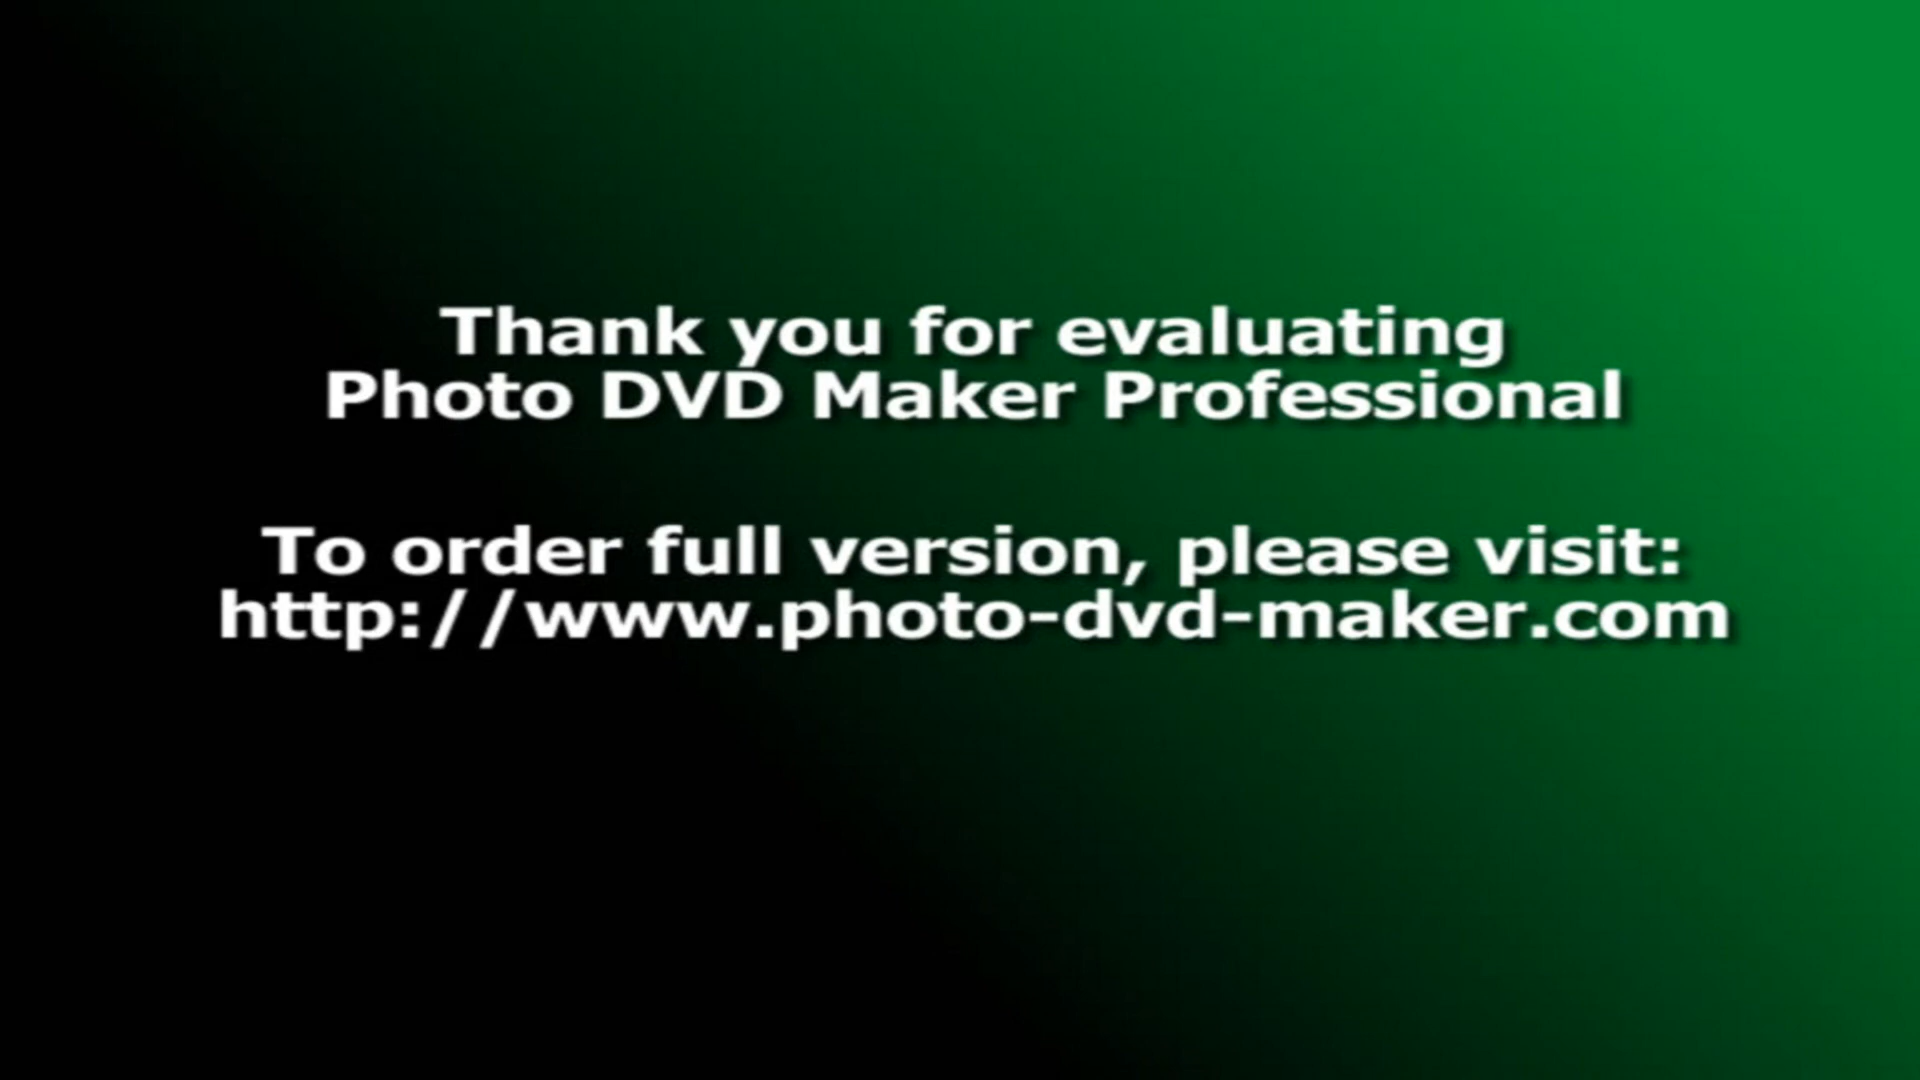 Thank you for evaluating
Photo DVD Maker Professional
To order full version, please visit:
http://www.photo-dvd-maker.com